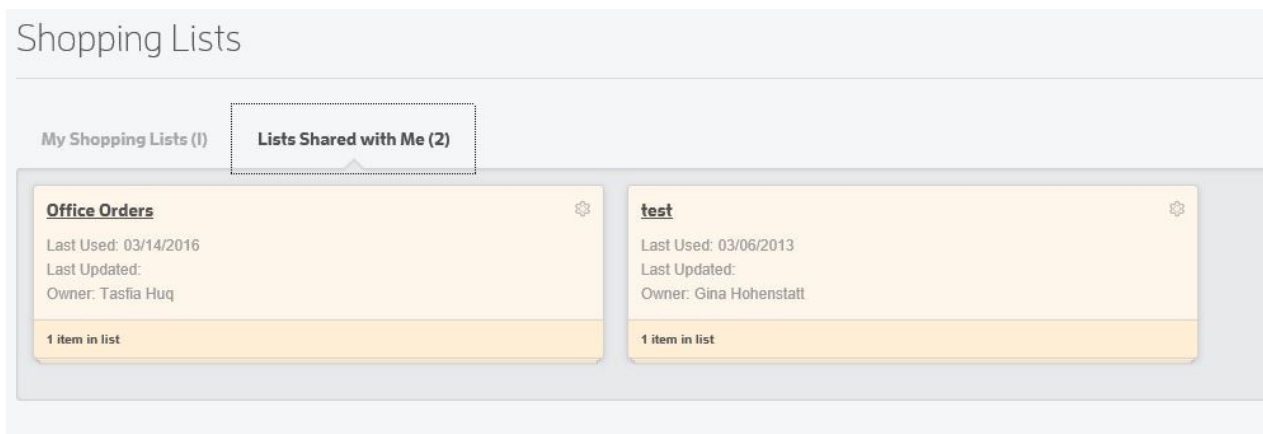 Shopping Lists
My Shopping Lists (1)
Lists Shared with Me (2)
Office Orders
Last Used: 03/14/2016
Last Updated:
Owner: Tasfia Huq
1 item in list
test
Last Used: 03/06/2013
Last Updated:
Owner: Gina Hohenstatt
1 item in list